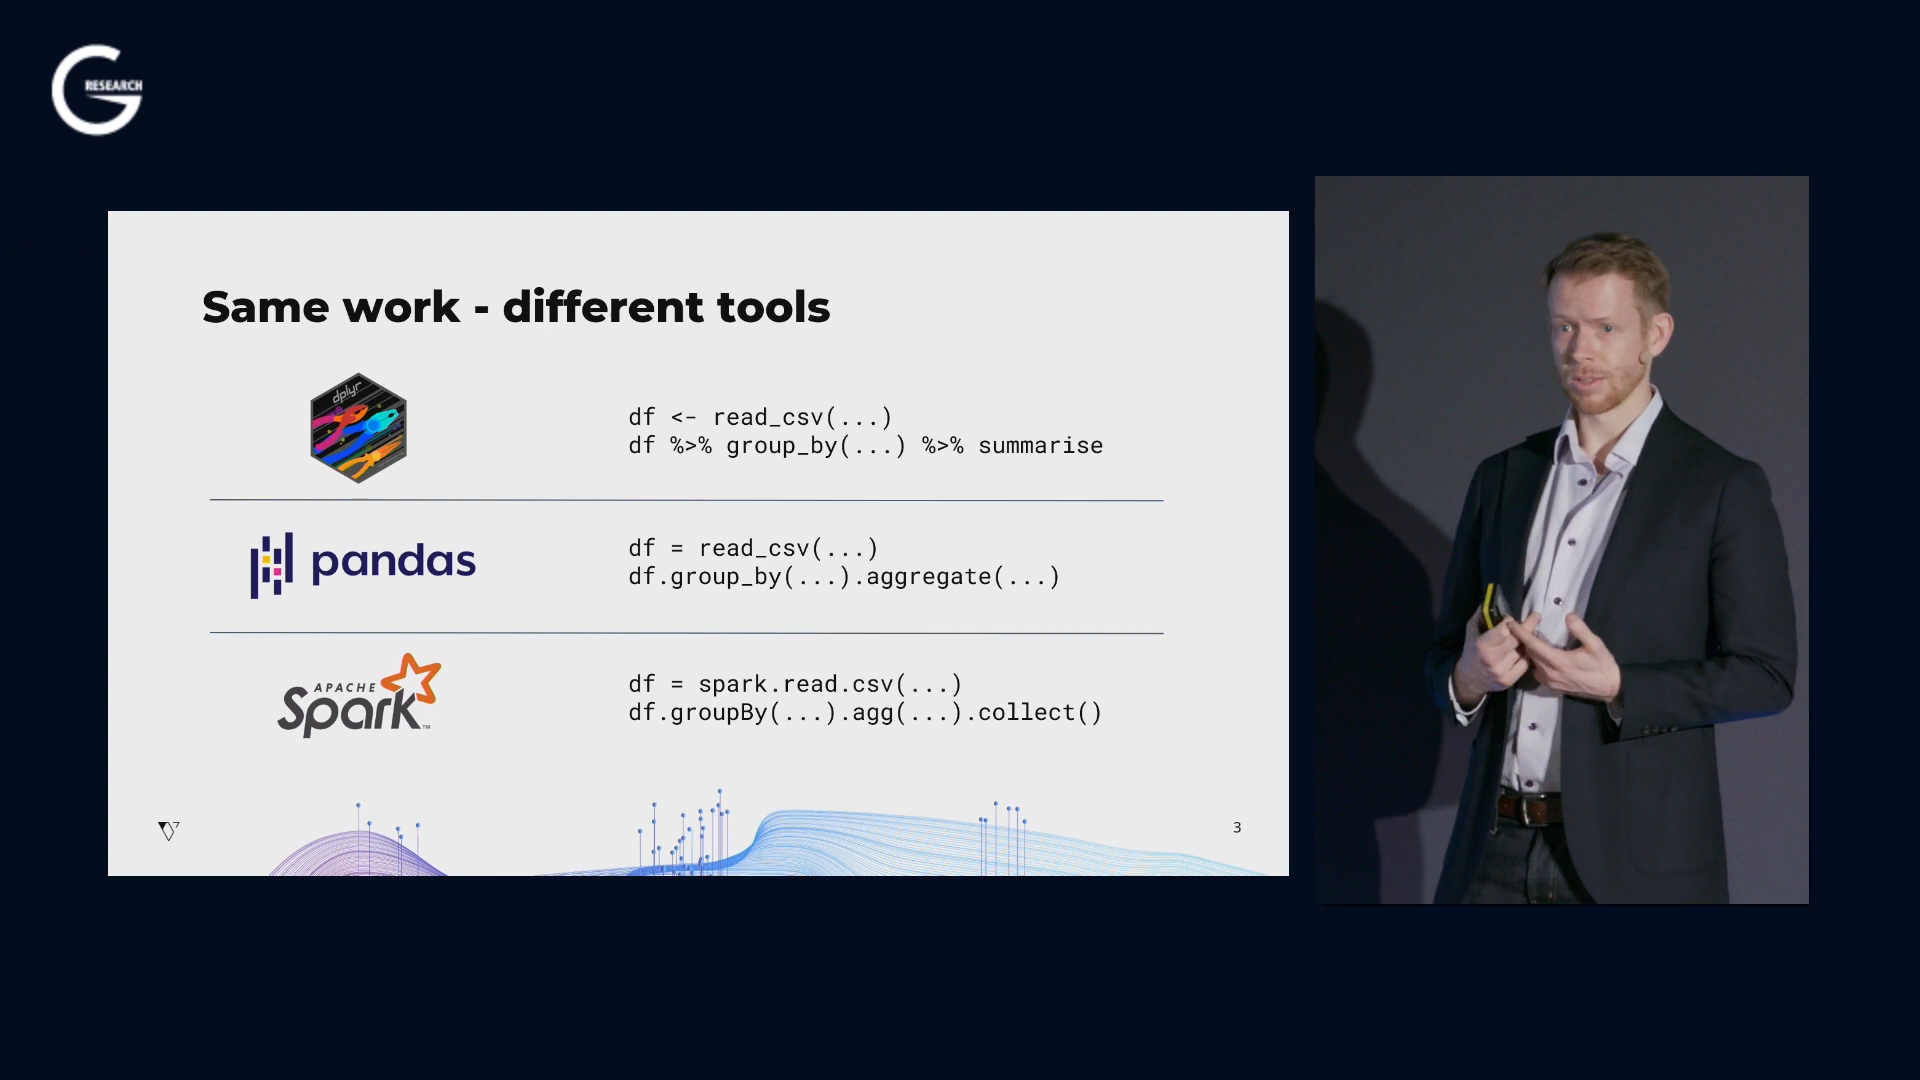 G
RESEARCH
Same work - different tools
dplyr
df <- read_csv(...)
df %>% group_by(...) %>% summarise
pandas
df = read_csv(...)
df.group_by(...).aggregate(...)
APACHE
Spark™
df = spark.read.csv(...)
df.groupBy(...).agg(...).collect()
3